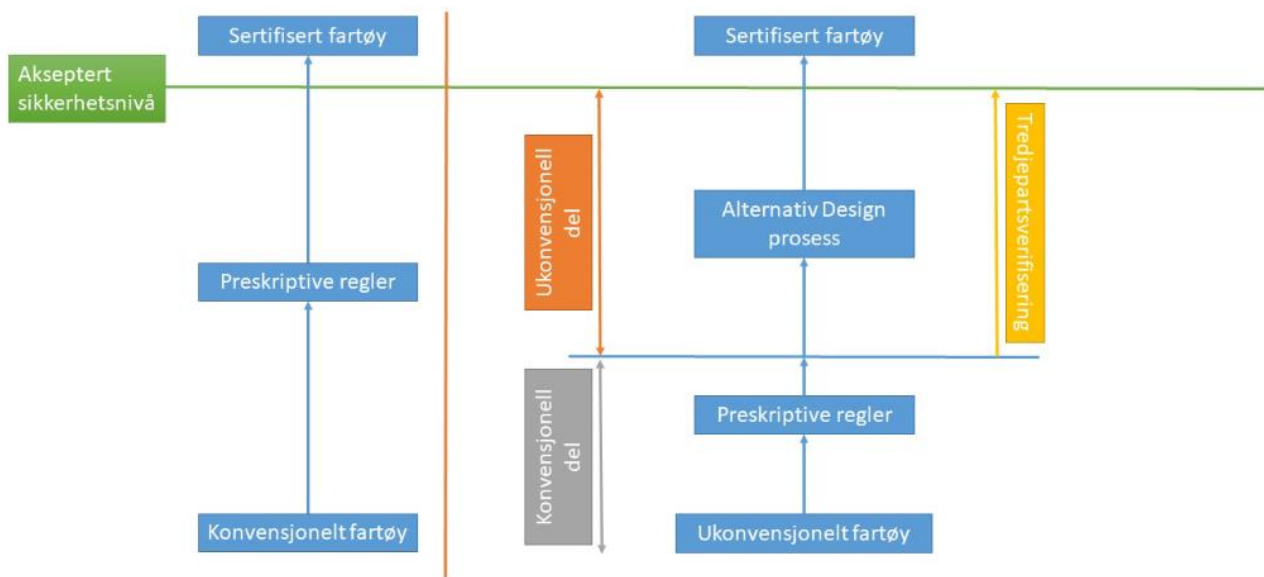 Sertifisert fartøy
Sertifisert fartøy
Akseptert
sikkerhetsnivå
Ukonvensjonell
del
Tredjepartsverifisering
Alternativ Design
prosess
Preskriptive regler
Konvensjonell
del
Preskriptive regler
Konvensjonelt fartøy
Ukonvensjonelt fartøy